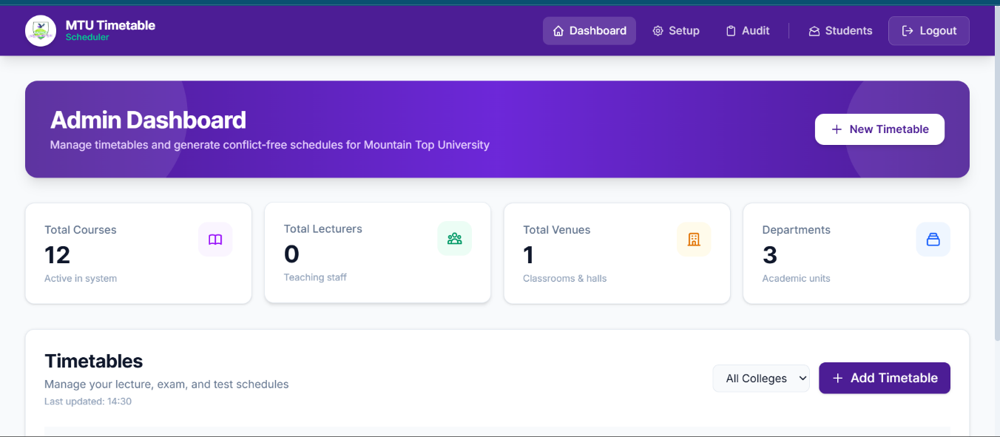 MTU Timetable
Scheduler
Dashboard
Setup
Audit
Students
Logout
Admin Dashboard
Manage timetables and generate conflict-free schedules for Mountain Top University
New Timetable
Total Courses
12
Active in system
Total Lecturers
0
Teaching staff
Total Venues
1
Classrooms & halls
Departments
3
Academic units
Timetables
Manage your lecture, exam, and test schedules
Last updated: 14:30
All Colleges
Add Timetable